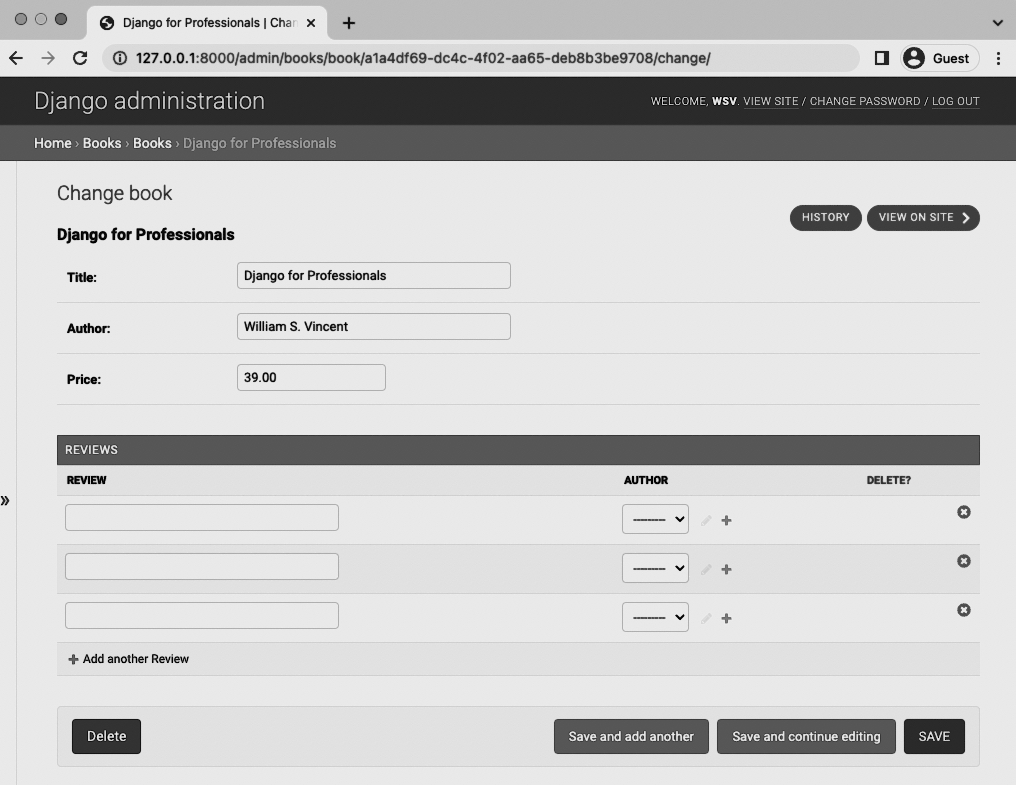 Django for Professionals | Chan
127.0.0.1:8000/admin/books/book/a1a4df69-dc4c-4f02-aa65-deb8b3be9708/change/
Guest
Django administration
WELCOME, WSV. VIEW SITE / CHANGE PASSWORD / LOG OUT
Home › Books › Books › Django for Professionals
Change book
HISTORY
VIEW ON SITE
Django for Professionals
Title: Django for Professionals
Author: William S. Vincent
Price: 39.00
REVIEWS
REVIEW AUTHOR DELETE?
---------
---------
---------
Add another Review
Delete Save and add another Save and continue editing SAVE